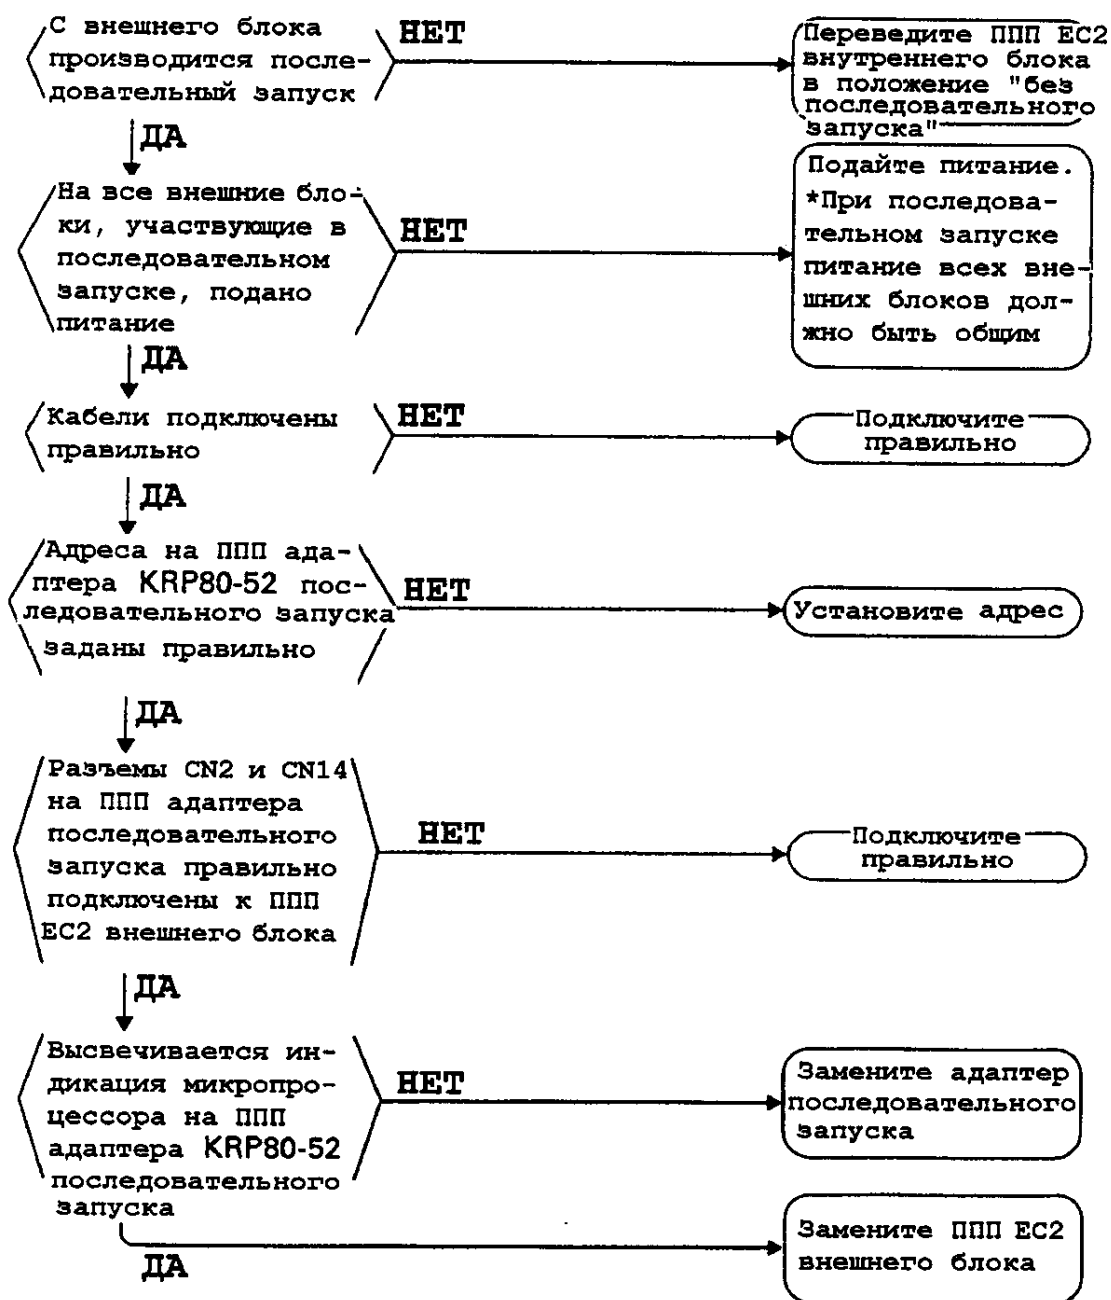 С внешнего блока
производится после-
довательный запуск
НЕТ
Переведите ППП EC2
внутреннего блока
в положение "без
последовательного
запуска"
ДА
На все внешние бло-
ки, участвующие в
последовательном
запуске, подано
питание
НЕТ
Подайте питание.
*При последова-
тельном запуске
питание всех вне-
шних блоков дол-
жно быть общим
ДА
Кабели подключены
правильно
НЕТ
Подключите
правильно
ДА
Адреса на ППП ада-
птера KRP80-52 пос-
ледовательного запуска
заданы правильно
НЕТ
Установите адрес
ДА
Разъемы CN2 и CN14
на ППП адаптера
последовательного
запуска правильно
подключены к ППП
EC2 внешнего блока
НЕТ
Подключите
правильно
ДА
Высвечивается ин-
дикация микропро-
цессора на ППП
адаптера KRP80-52
последовательного
запуска
НЕТ
Замените адаптер
последовательного
запуска
ДА
Замените ППП EC2
внешнего блока